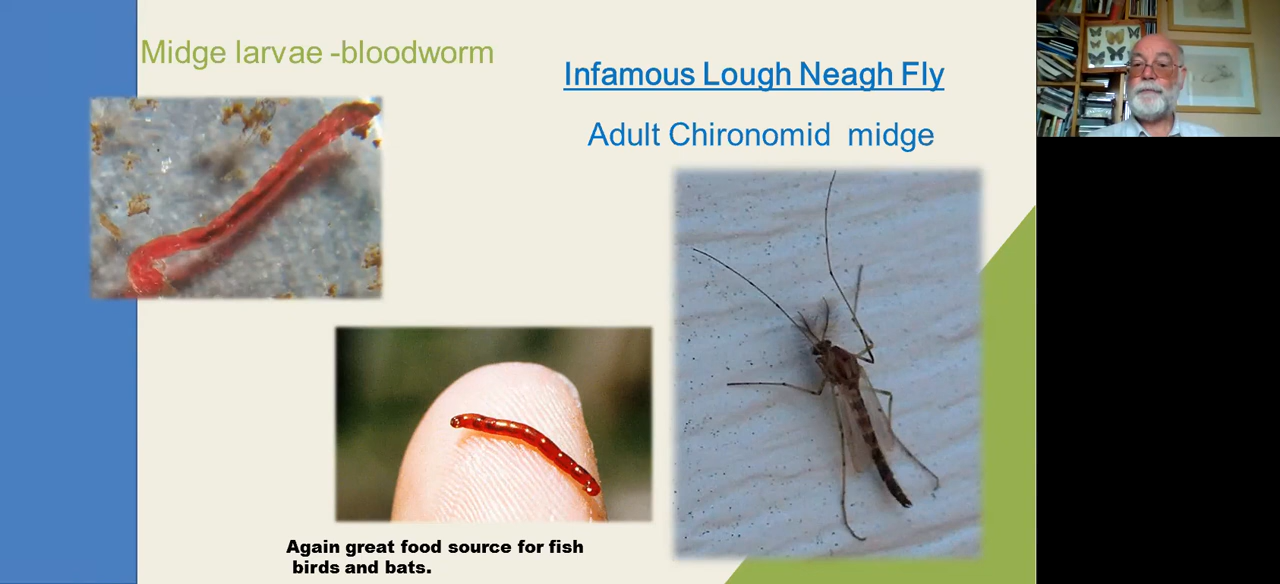 Midge larvae -bloodworm
Infamous Lough Neagh Fly
Adult Chironomid midge
Again great food source for fish
birds and bats.